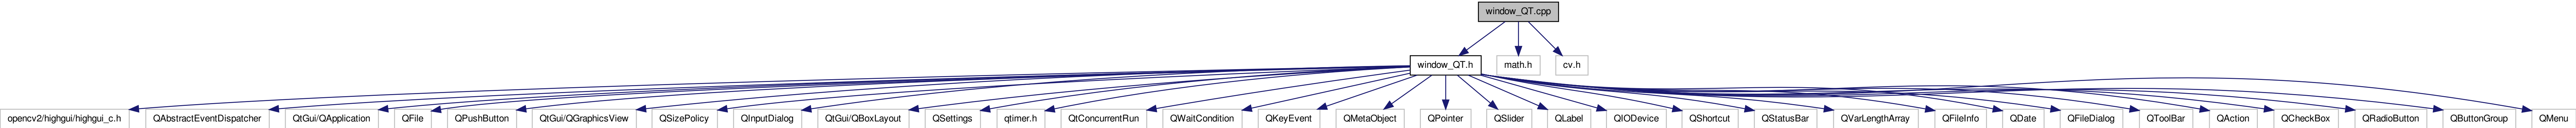 window_QT.cpp
window_QT.h
math.h
cv.h
opencv2/highgui/highgui_c.h
QAbstractEventDispatcher
QtGui/QApplication
QFile
QPushButton
QtGui/QGraphicsView
QSizePolicy
QInputDialog
QtGui/QBoxLayout
QSettings
qtimer.h
QtConcurrentRun
QWaitCondition
QKeyEvent
QMetaObject
QPointer
QSlider
QLabel
QIODevice
QShortcut
QStatusBar
QVarLengthArray
QFileInfo
QDate
QFileDialog
QToolBar
QAction
QCheckBox
QRadioButton
QButtonGroup
QMenu